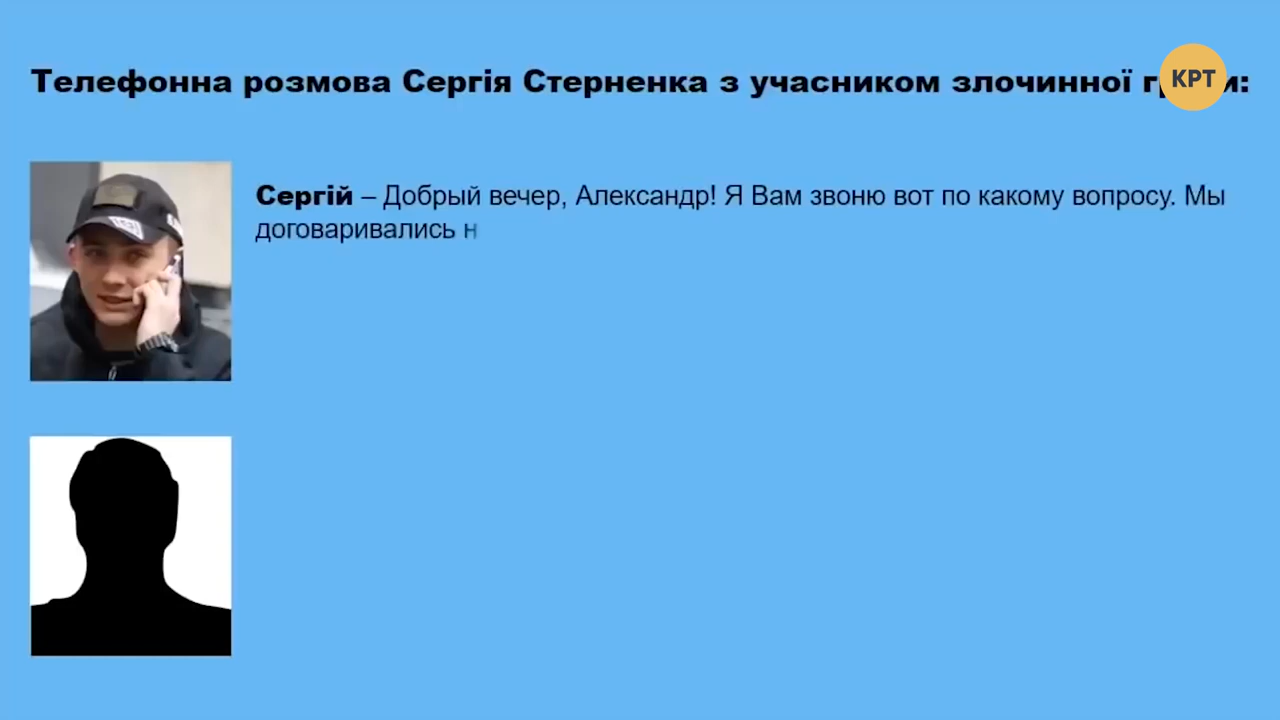 Телефонна розмова Сергія Стерненка з учасником злочинної
КРТ
Сергій – Добрый вечер, Александр! Я Вам звоню вот по какому вопросу. Мы
договаривались н